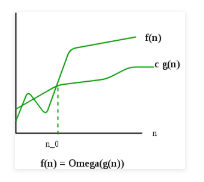 f(n)
c g(n)
n
n_0
f(n) = Omega(g(n))